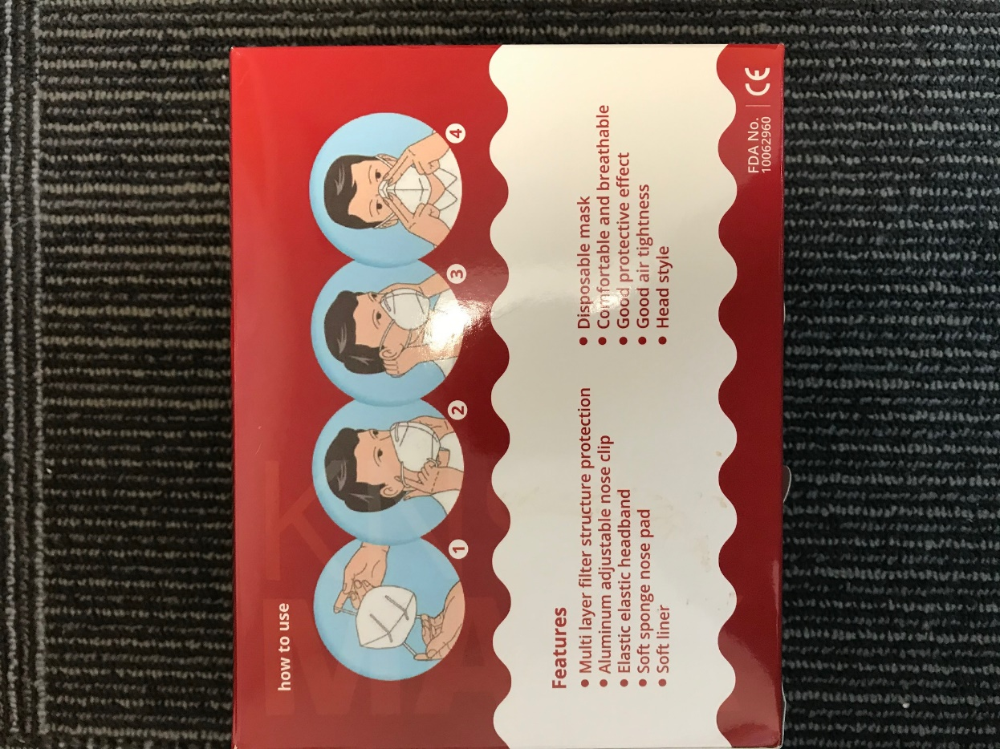 how to use
1
2
3
4
Features
• Multi layer filter structure protection
• Aluminum adjustable nose clip
• Elastic elastic headband
• Soft sponge nose pad
• Soft liner
• Disposable mask
• Comfortable and breathable
• Good protective effect
• Good air tightness
• Head style
FDA No.
10062960
CE